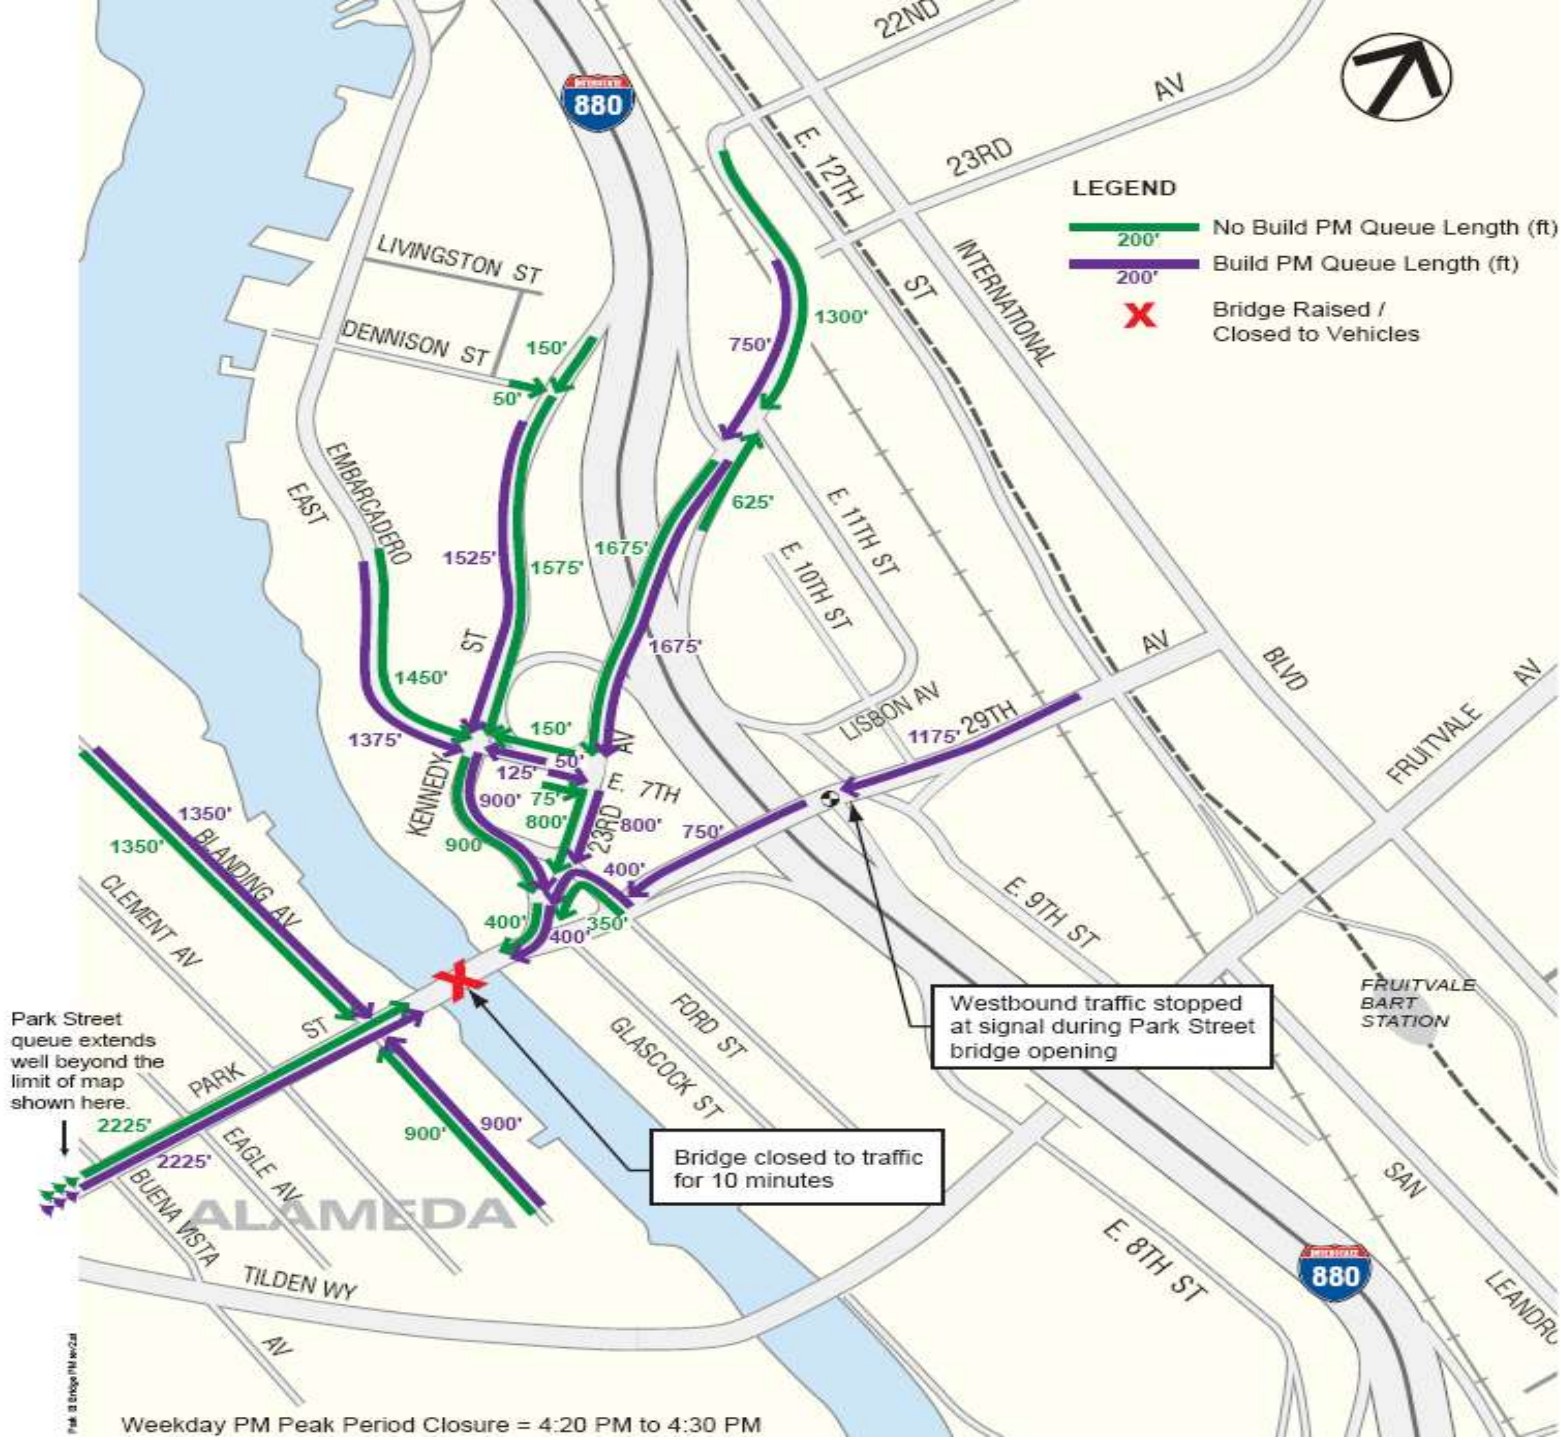 22ND
AV
23RD
E. 12TH
ST
INTERNATIONAL
BLVD
INTERSTATE
880
LEGEND
200'
No Build PM Queue Length (ft)
200'
Build PM Queue Length (ft)
X
Bridge Raised /
Closed to Vehicles
LIVINGSTON ST
DENNISON ST
150'
50'
1300'
750'
625'
EMBARCADERO
EAST
1525'
1575'
1675'
1675'
E. 11TH ST
E. 10TH ST
ST
1450'
1375'
KENNEDY
150'
50'
125'
AV
E. 7TH
23RD
900'
75'
800'
800'
900'
LISBON AV
29TH
AV
1175'
750'
400'
350'
400'
400'
FRUITVALE
AV
1350'
1350'
BLANDING AV
CLEMENT AV
E. 9TH ST
FRUITVALE
BART
STATION
Westbound traffic stopped
at signal during Park Street
bridge opening
FORD ST
GLASCOCK ST
Park Street
queue extends
well beyond the
limit of map
shown here.
PARK
ST
2225'
2225'
900'
900'
EAGLE AV
BUENA VISTA
AV
ALAMEDA
Bridge closed to traffic
for 10 minutes
TILDEN WY
E. 8TH ST
SAN
LEANDRO
INTERSTATE
880
Weekday PM Peak Period Closure = 4:20 PM to 4:30 PM